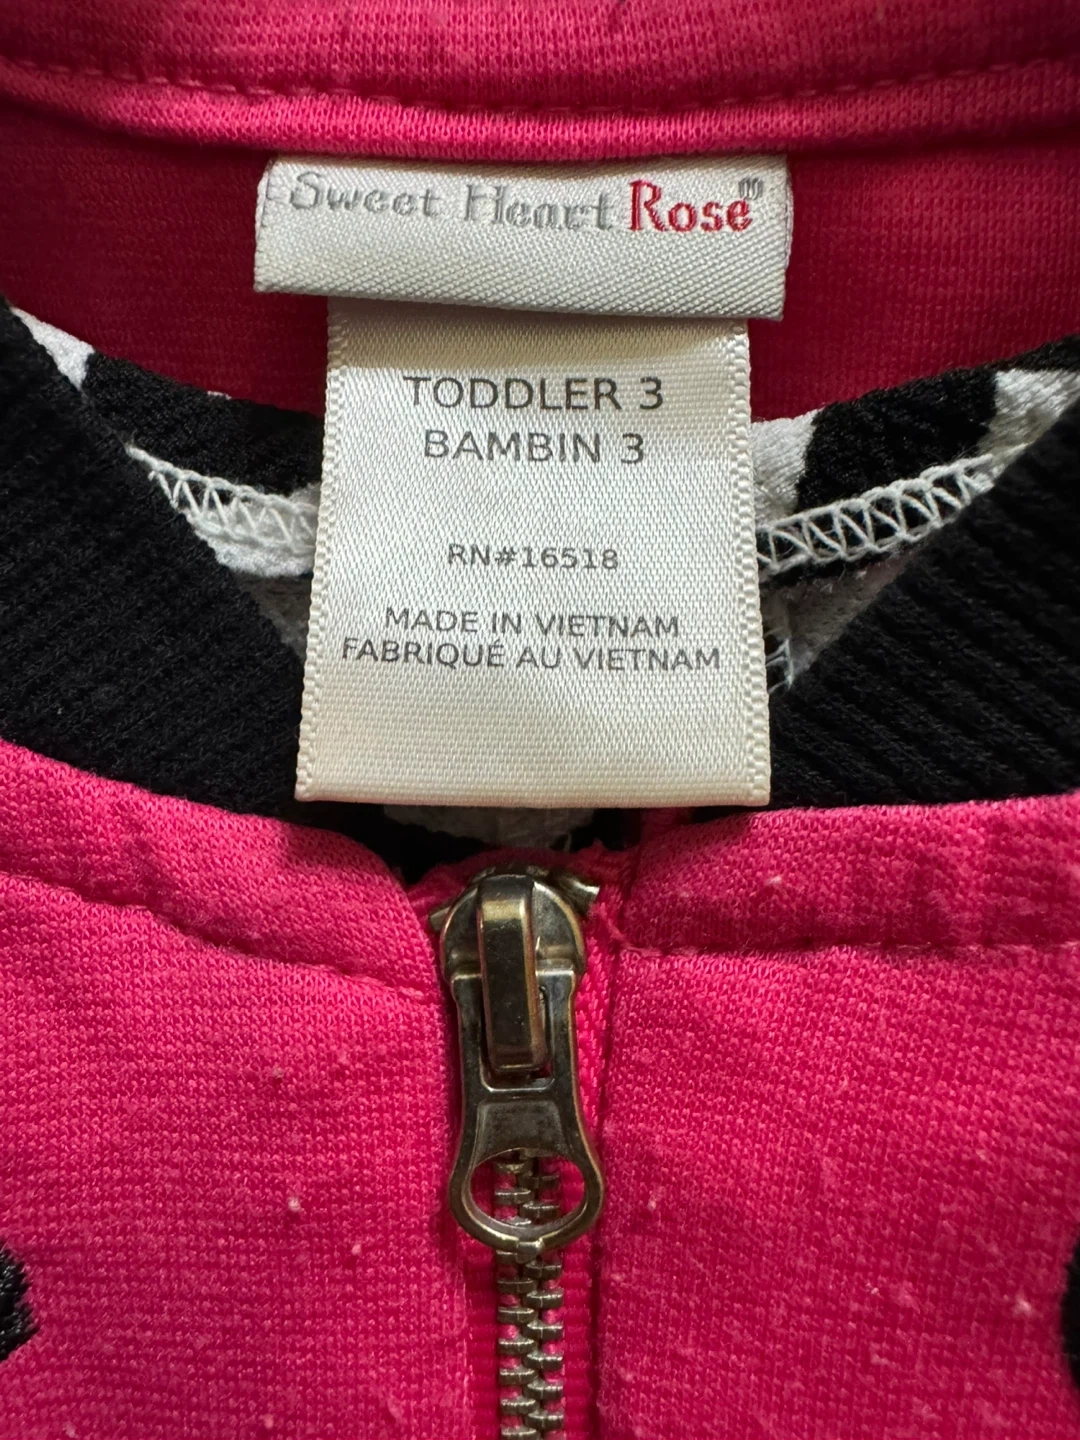 Sweet Heart Rose
TODDLER 3
BAMBIN 3
RN#16518
MADE IN VIETNAM
FABRIQUÉ AU VIETNAM